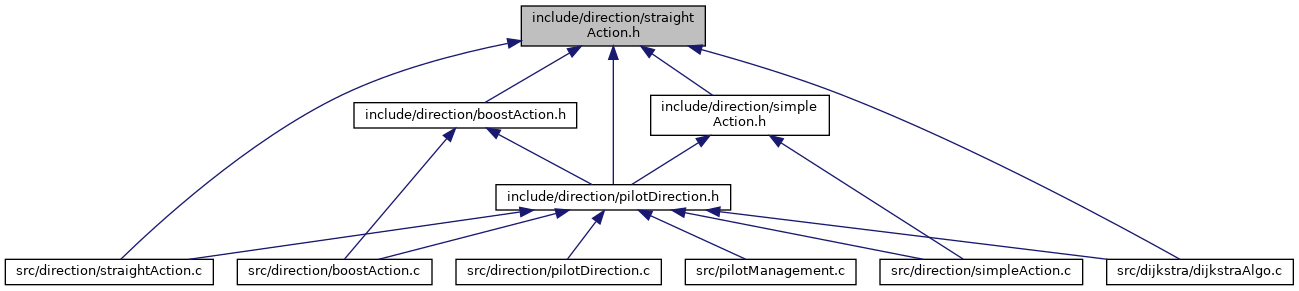 include/direction/straight
Action.h
include/direction/boostAction.h
include/direction/simple
Action.h
include/direction/pilotDirection.h
src/direction/straightAction.c
src/direction/boostAction.c
src/direction/pilotDirection.c
src/pilotManagement.c
src/direction/simpleAction.c
src/dijkstra/dijkstraAlgo.c